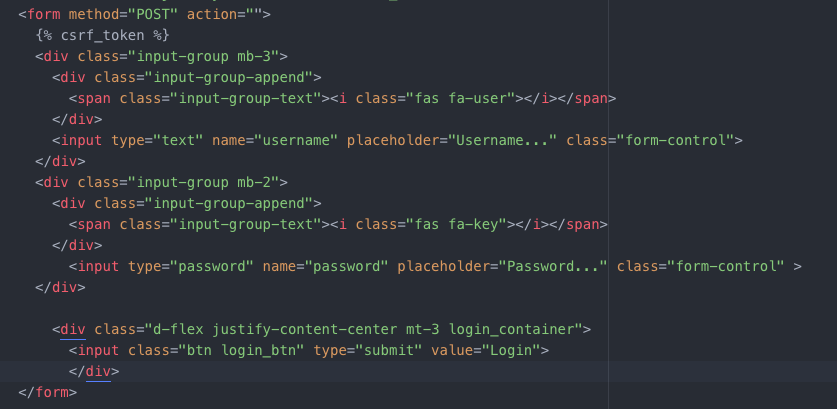 <form method="POST" action="">
{% csrf_token %}
<div class="input-group mb-3">
<div class="input-group-append">
<span class="input-group-text"><i class="fas fa-user"></i></span>
</div>
<input type="text" name="username" placeholder="Username..." class="form-control">
</div>
<div class="input-group mb-2">
<div class="input-group-append">
<span class="input-group-text"><i class="fas fa-key"></i></span>
</div>
<input type="password" name="password" placeholder="Password..." class="form-control" >
</div>
<div class="d-flex justify-content-center mt-3 login_container">
<input class="btn login_btn" type="submit" value="Login">
</div>
</form>